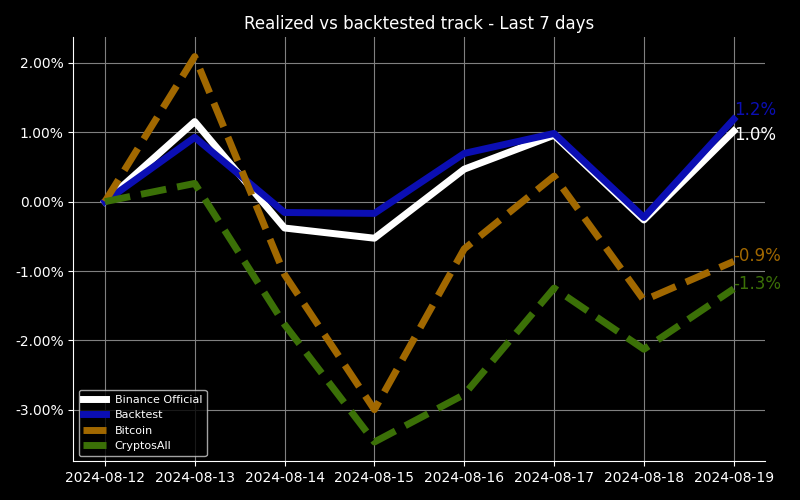 Realized vs backtested track - Last 7 days
2.00%
1.00%
0.00%
-1.00%
-2.00%
-3.00%
1.2%
1.0%
-0.9%
-1.3%
Binance Official
Backtest
Bitcoin
CryptosAll
2024-08-12 2024-08-13 2024-08-14 2024-08-15 2024-08-16 2024-08-17 2024-08-18 2024-08-19